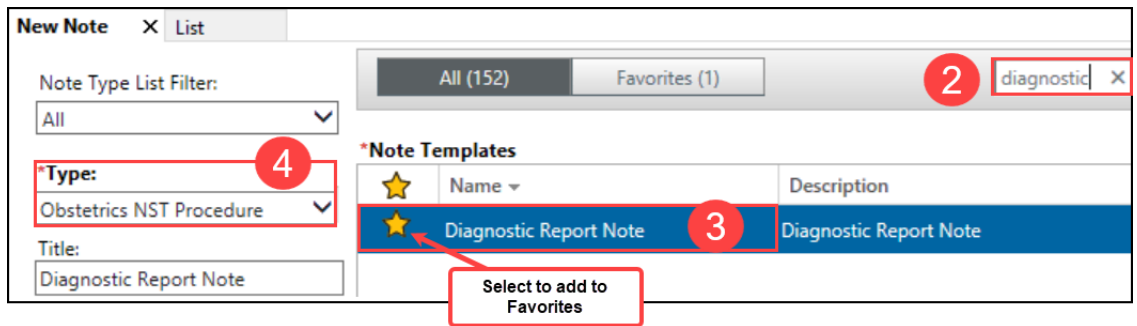 New Note X List
Note Type List Filter:
All
4
*Type:
Obstetrics NST Procedure
Title:
Diagnostic Report Note
All (152) Favorites (1) 2 diagnostic ×
*Note Templates
Name Description
Diagnostic Report Note 3 Diagnostic Report Note
Select to add to
Favorites